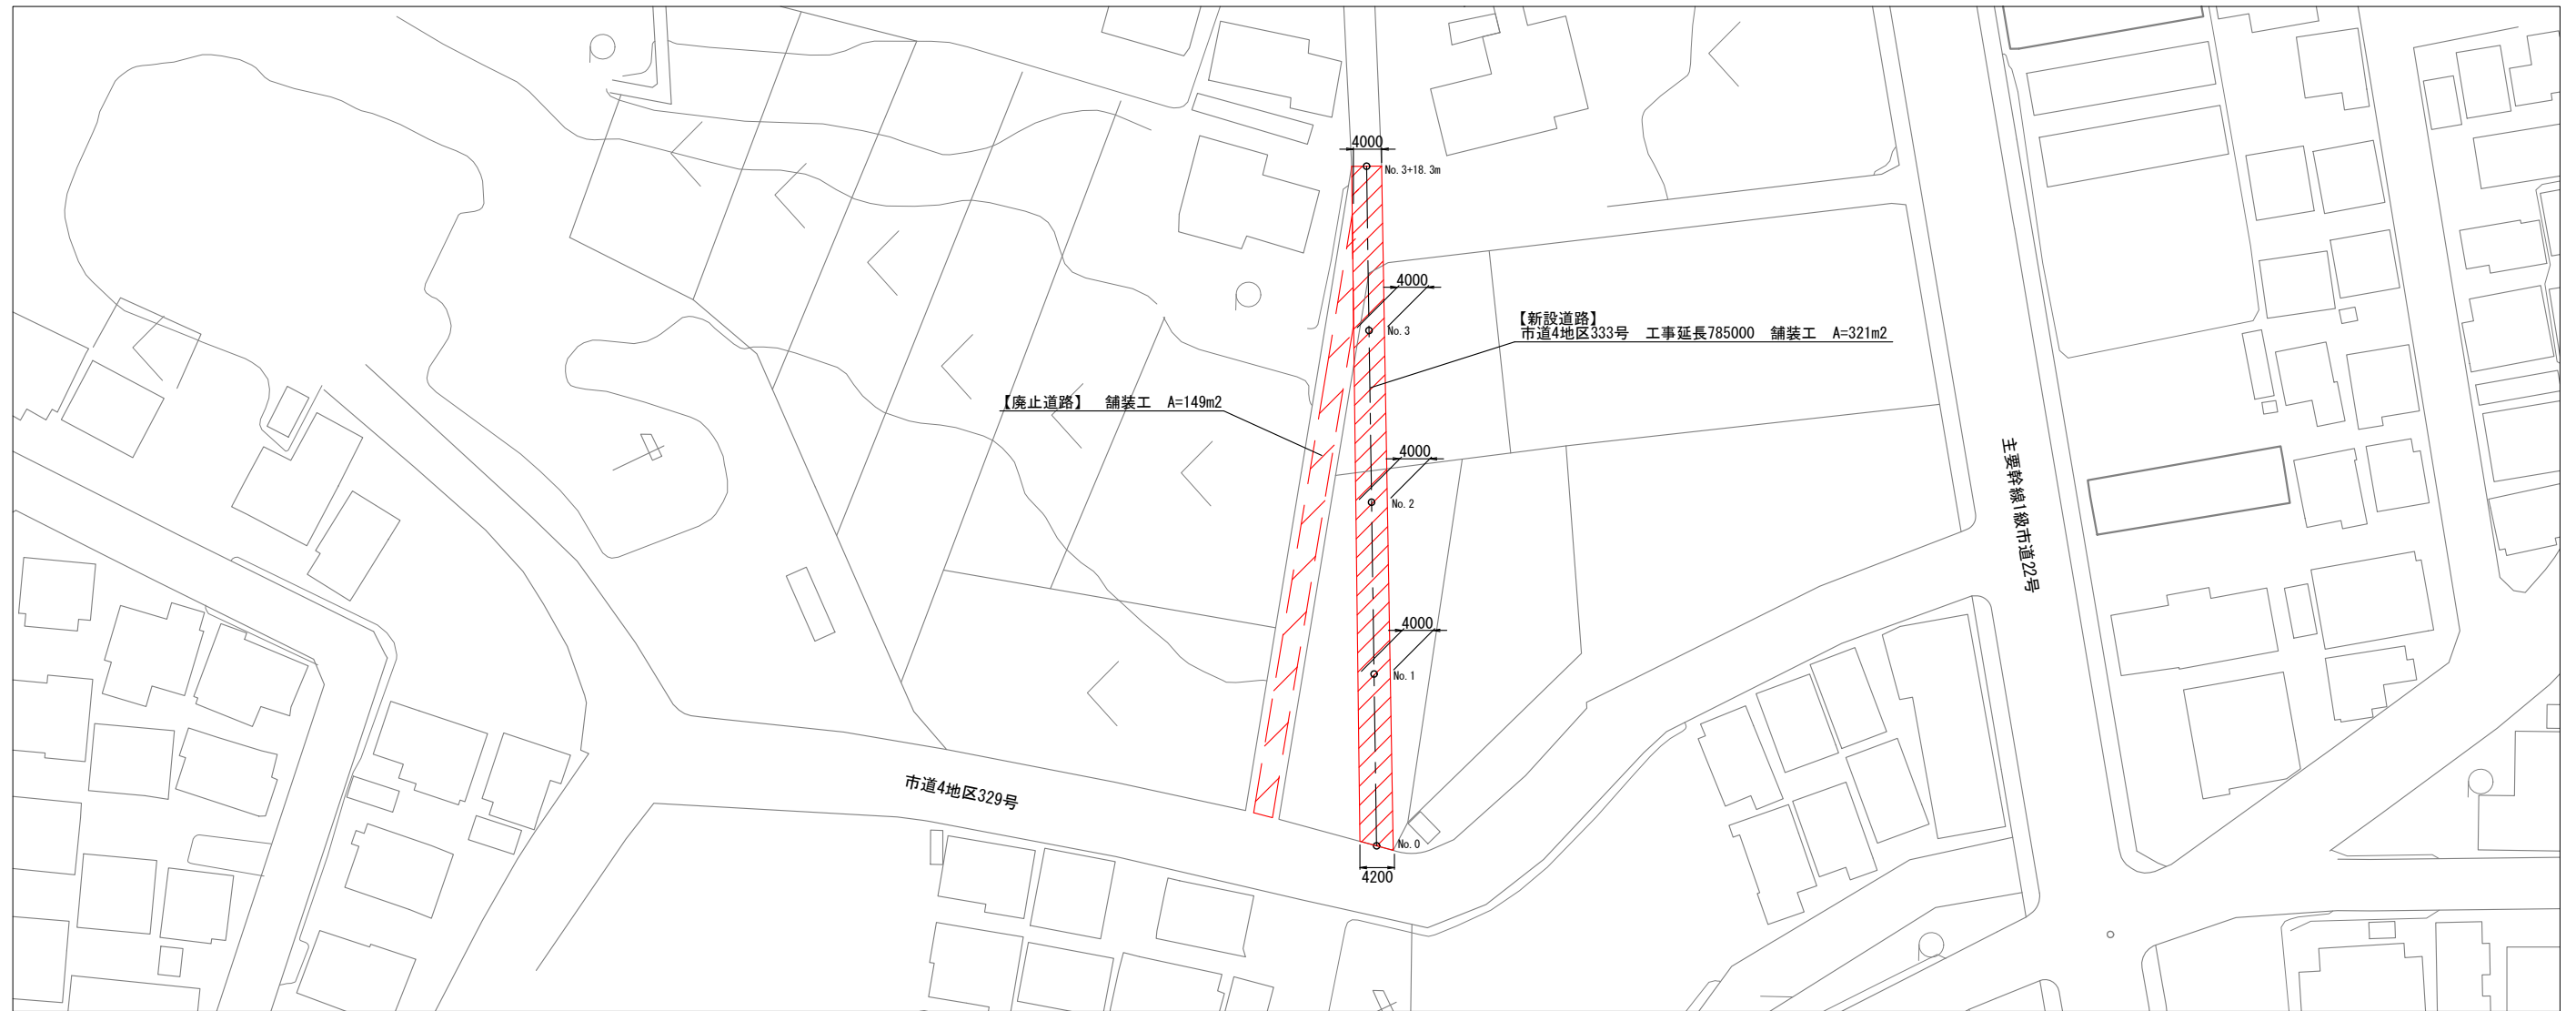 4000
No.3+18.3m
4000
【新設道路】
市道4地区333号　工事延長785000　舗装工　A=321m2
No.3
【廃止道路】　舗装工　A=149m2
4000
No.2
主要幹線1級市道22号
4000
No.1
市道4地区329号
No.0
4200